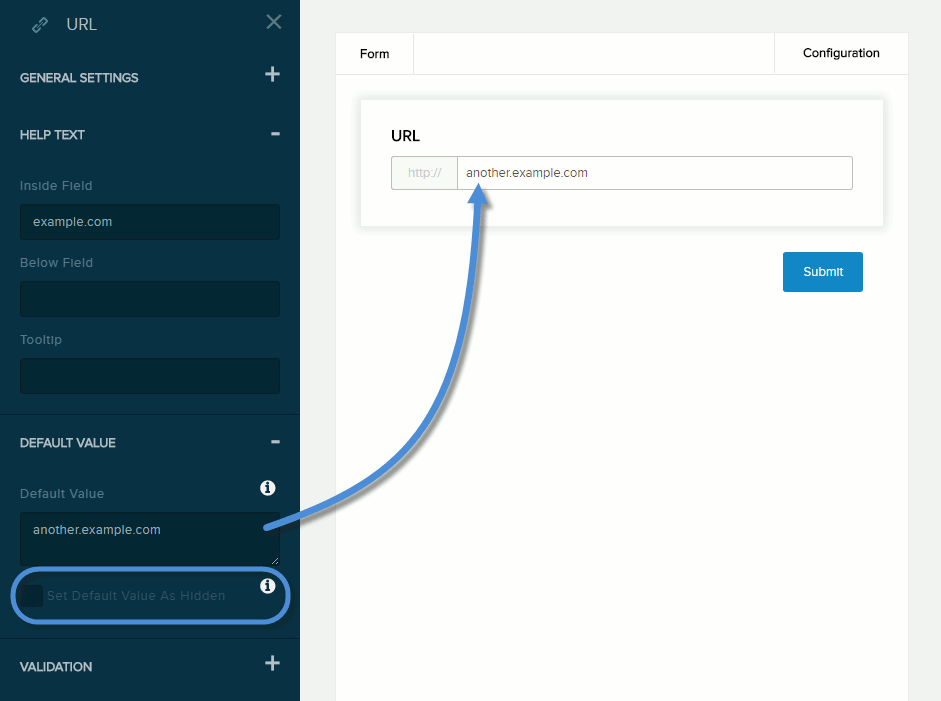 URL
GENERAL SETTINGS
HELP TEXT
Inside Field
example.com
Below Field
Tooltip
DEFAULT VALUE
Default Value
another.example.com
Set Default Value As Hidden
VALIDATION
Form
Configuration
URL
http:// another.example.com
Submit